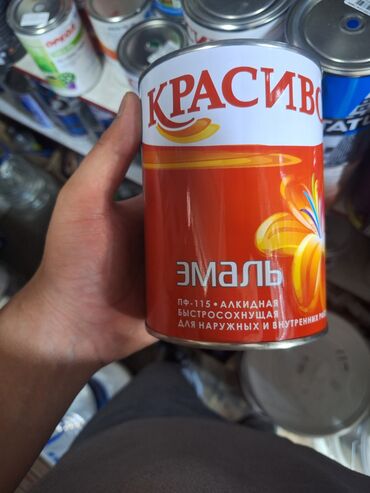 КРАСИВО
ЭМАЛЬ
ПФ-115 • АЛКИДНАЯ
БЫСТРОСОХНУЩАЯ
ДЛЯ НАРУЖНЫХ И ВНУТРЕННИХ